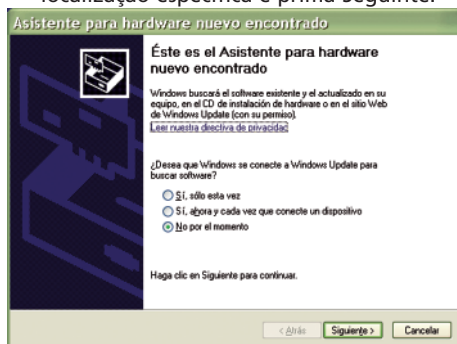 localização específica e prima seguinte.
Asistente para hardware nuevo encontrado
Éste es el Asistente para hardware
nuevo encontrado
Windows buscará el software existente y el actualizado en su
equipo, en el CD de instalación de hardware o en el sitio Web
de Windows Update (con su permiso).
Leer nuestra directiva de privacidad
¿Desea que Windows se conecte a Windows Update para
buscar software?
Sí, sólo esta vez
Sí, ahora y cada vez que conecte un dispositivo
No por el momento
Haga clic en Siguiente para continuar.
< Atrás
Siguiente >
Cancelar